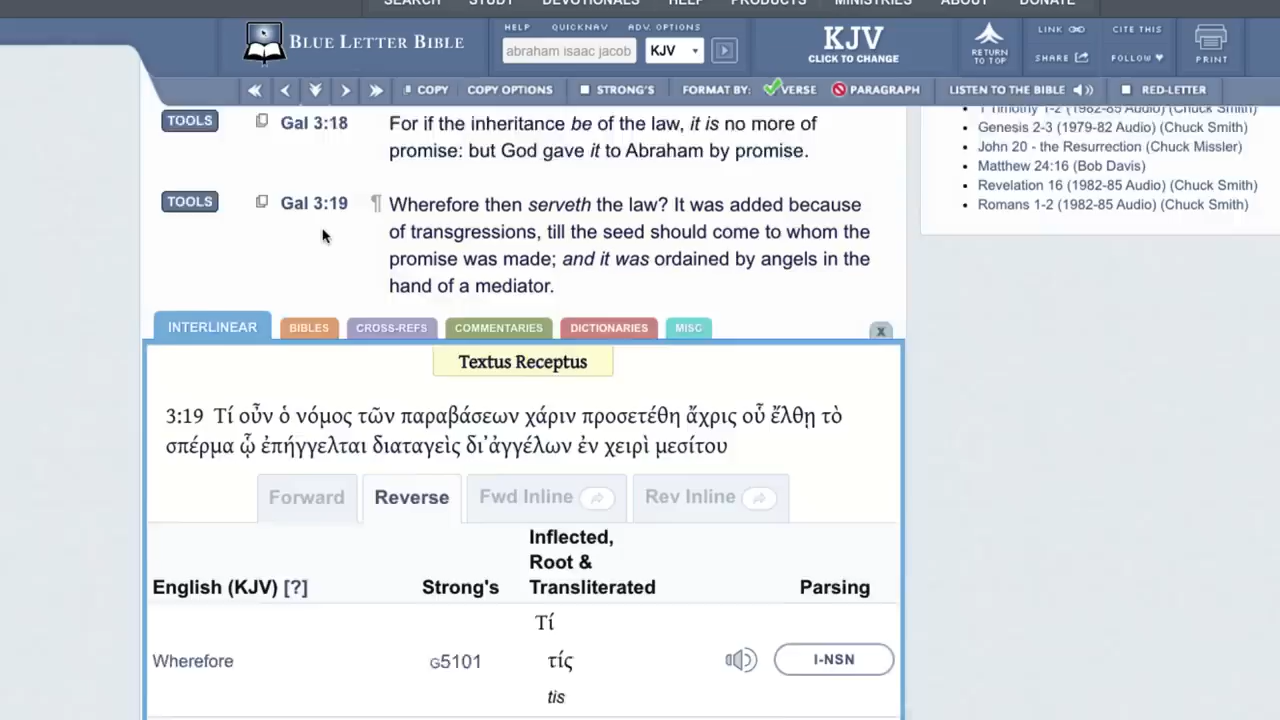 SEARCH STUDY DEVOTIONALS HELP PRODUCTS MINISTRIES ABOUT DONATE
BLUE LETTER BIBLE
HELP QUICKNAV ADV. OPTIONS
abraham isaac jacob KJV
KJV
CLICK TO CHANGE
RETURN
TO TOP
LINK CITE THIS
SHARE FOLLOW
PRINT
COPY COPY OPTIONS STRONG'S FORMAT BY: VERSE PARAGRAPH LISTEN TO THE BIBLE RED-LETTER
TOOLS Gal 3:18 For if the inheritance be of the law, it is no more of
promise: but God gave it to Abraham by promise.
TOOLS Gal 3:19 ¶ Wherefore then serveth the law? It was added because
of transgressions, till the seed should come to whom the
promise was made; and it was ordained by angels in the
hand of a mediator.
1 Timothy 1-2 (1982-85 Audio) (Chuck Smith)
Genesis 2-3 (1979-82 Audio) (Chuck Smith)
John 20 - the Resurrection (Chuck Missler)
Matthew 24:16 (Bob Davis)
Revelation 16 (1982-85 Audio) (Chuck Smith)
Romans 1-2 (1982-85 Audio) (Chuck Smith)
INTERLINEAR BIBLES CROSS-REFS COMMENTARIES DICTIONARIES MISC X
Textus Receptus
3:19 Τί οὖν ὁ νόμος τῶν παραβάσεων χάριν προσετέθη ἄχρις οὗ ἔλθῃ τὸ
σπέρμα ᾧ ἐπήγγελται διαταγεὶς δι᾽ἀγγέλων ἐν χειρὶ μεσίτου
Forward Reverse Fwd Inline Rev Inline
English (KJV) [?] Strong's Inflected,
Root &
Transliterated Parsing
Τί
Wherefore G5101 τίς I-NSN
tis